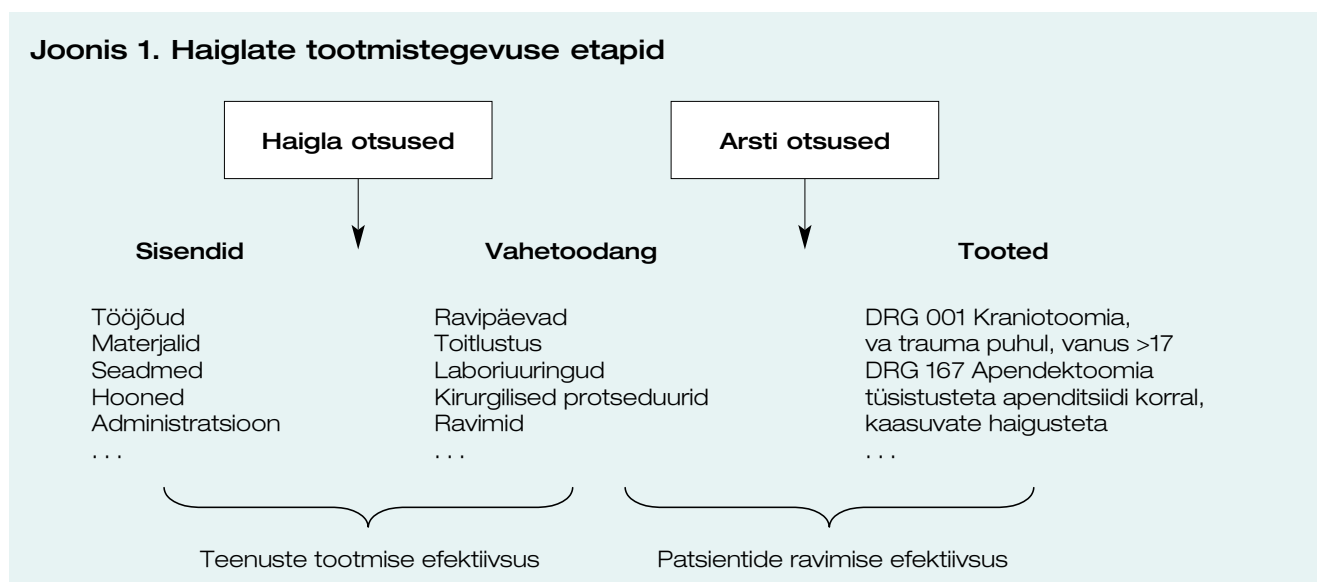 Joonis 1. Haiglate tootmistegevuse etapid
Haigla otsused
Arsti otsused
Sisendid
Vahetoodang
Tooted
Tööjõud
Materjalid
Seadmed
Hooned
Administratsioon
. . .
Ravipäevad
Toitlustus
Laboriuuringud
Kirurgilised protseduurid
Ravimid
. . .
DRG 001 Kraniotoomia,
va trauma puhul, vanus >17
DRG 167 Apendektoomia
tüsistusteta apenditsiidi korral,
kaasuvate haigusteta
. . .
Teenuste tootmise efektiivsus
Patsientide ravimise efektiivsus